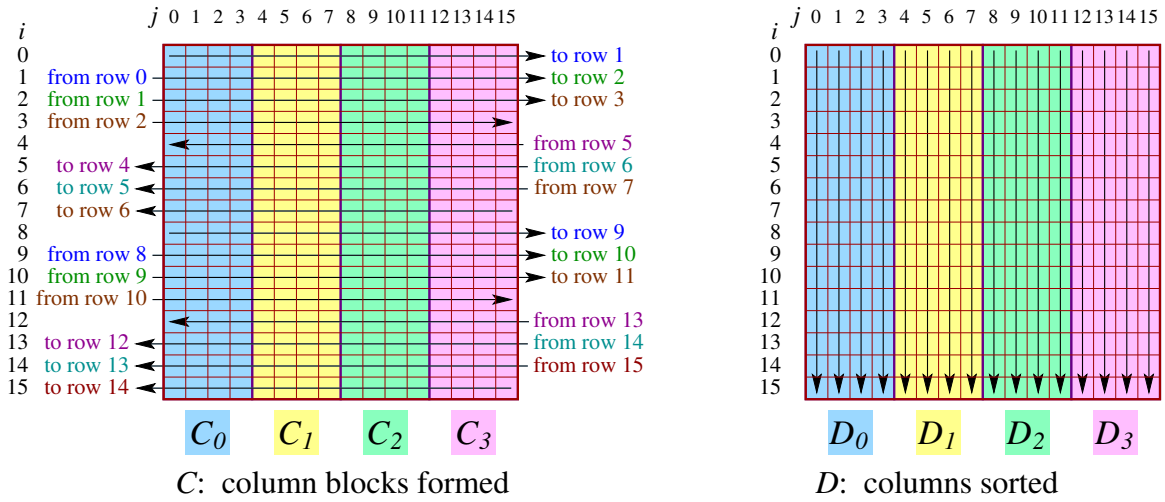 j 0 1 2 3 4 5 6 7 8 9 10 11 12 13 14 15
i
0 to row 1
from row 0 1 to row 2
from row 1 2 to row 3
from row 2 3
4 from row 5
to row 4 5 from row 6
to row 5 6 from row 7
to row 6 7
8 to row 9
from row 8 9 to row 10
from row 9 10 to row 11
from row 10 11
12 from row 13
to row 12 13 from row 14
to row 13 14 from row 15
to row 14 15
C0 C1 C2 C3
C: column blocks formed
j 0 1 2 3 4 5 6 7 8 9 10 11 12 13 14 15
i
0
1
2
3
4
5
6
7
8
9
10
11
12
13
14
15
D0 D1 D2 D3
D: columns sorted